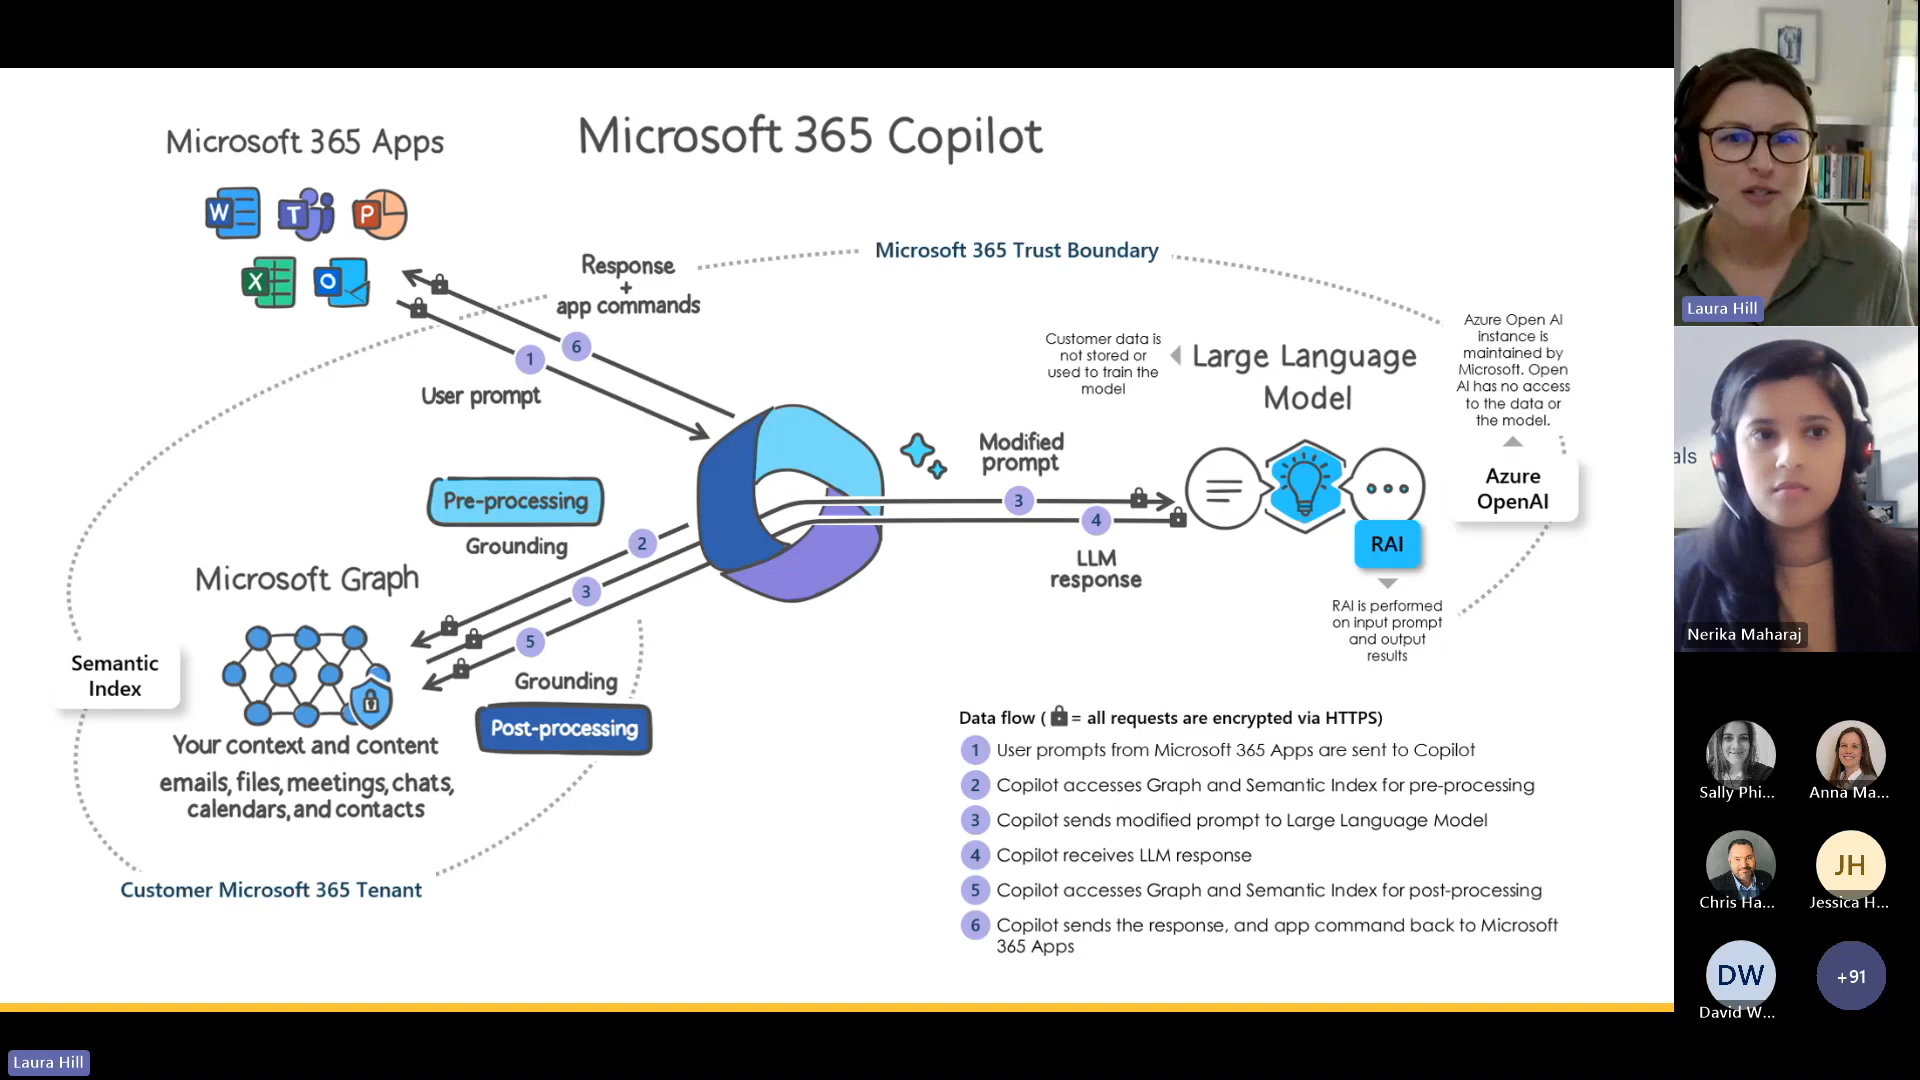 Microsoft 365 Copilot
Microsoft 365 Apps
W
T
P
X
O
Response
+
app commands
Microsoft 365 Trust Boundary
1
6
User prompt
Customer data is
not stored or
used to train the
model
Large Language
Model
Azure Open AI
instance is
maintained by
Microsoft. Open
AI has no access
to the data or
the model.
Modified
prompt
3
4
LLM
response
Azure
OpenAI
RAI
RAI is performed
on input prompt
and output
results
Pre-processing
Grounding
2
3
5
Microsoft Graph
Semantic
Index
Grounding
Post-processing
Your context and content
emails, files, meetings, chats,
calendars, and contacts
Customer Microsoft 365 Tenant
Data flow ( = all requests are encrypted via HTTPS)
1 User prompts from Microsoft 365 Apps are sent to Copilot
2 Copilot accesses Graph and Semantic Index for pre-processing
3 Copilot sends modified prompt to Large Language Model
4 Copilot receives LLM response
5 Copilot accesses Graph and Semantic Index for post-processing
6 Copilot sends the response, and app command back to Microsoft
365 Apps
Laura Hill
als
Nerika Maharaj
Sally Phi...
Anna Ma...
Chris Ha...
JH
Jessica H...
DW
David W...
+91
Laura Hill